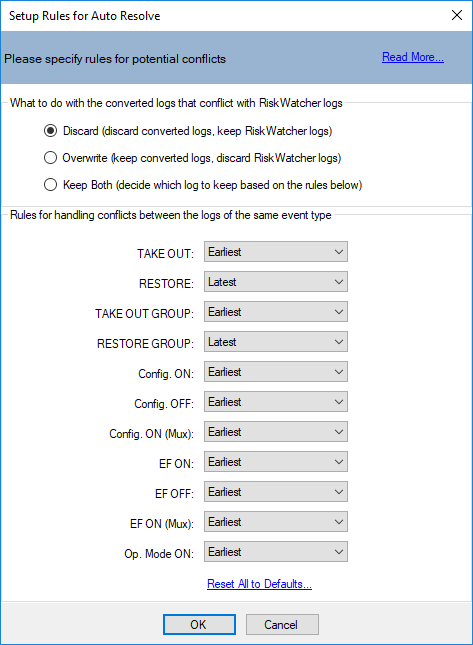 Setup Rules for Auto Resolve
Please specify rules for potential conflicts
Read More...
What to do with the converted logs that conflict with RiskWatcher logs
Discard (discard converted logs, keep RiskWatcher logs)
Overwrite (keep converted logs, discard RiskWatcher logs)
Keep Both (decide which log to keep based on the rules below)
Rules for handling conflicts between the logs of the same event type
TAKE OUT: Earliest
RESTORE: Latest
TAKE OUT GROUP: Earliest
RESTORE GROUP: Latest
Config. ON: Earliest
Config. OFF: Earliest
Config. ON (Mux): Earliest
EF ON: Earliest
EF OFF: Earliest
EF ON (Mux): Earliest
Op. Mode ON: Earliest
Reset All to Defaults...
OK Cancel